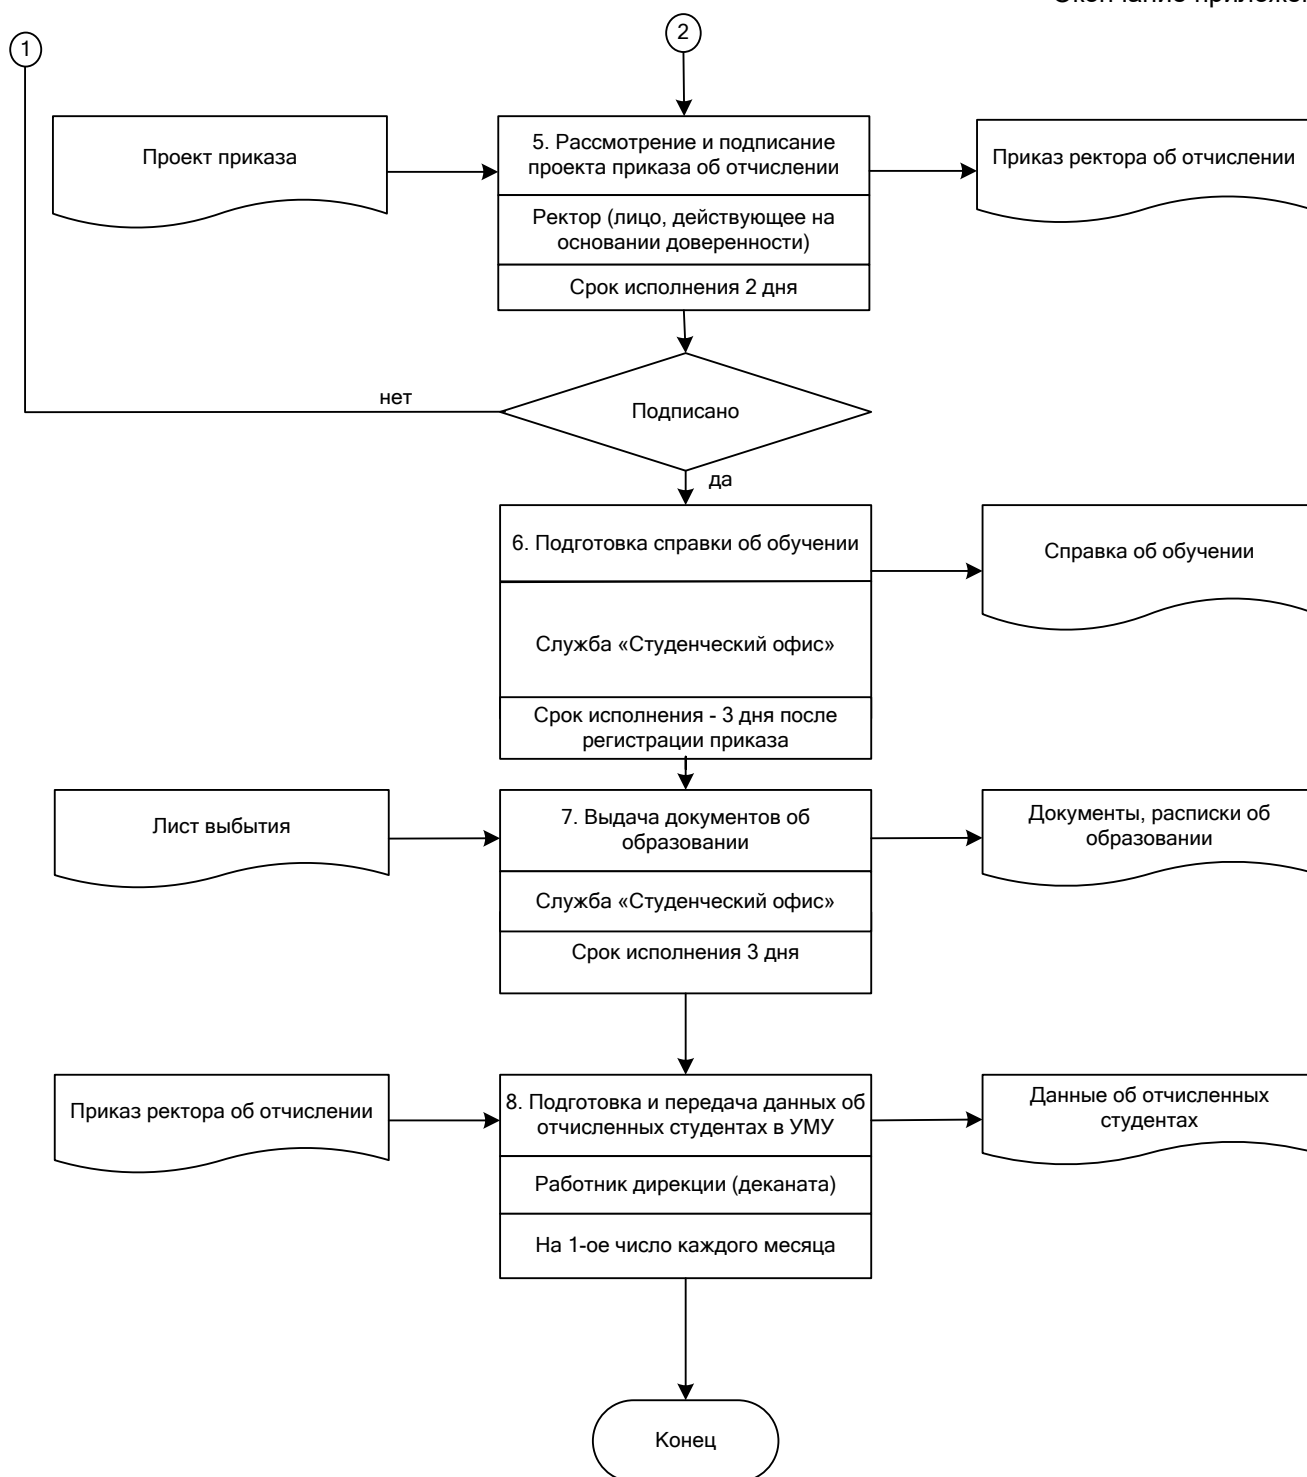 Окончание приложе
1
2
Проект приказа
5. Рассмотрение и подписание
проекта приказа об отчислении
Приказ ректора об отчислении
Ректор (лицо, действующее на
основании доверенности)
Срок исполнения 2 дня
нет
Подписано
да
6. Подготовка справки об обучении
Справка об обучении
Служба «Студенческий офис»
Срок исполнения - 3 дня после
регистрации приказа
Лист выбытия
7. Выдача документов об
образовании
Документы, расписки об
образовании
Служба «Студенческий офис»
Срок исполнения 3 дня
Приказ ректора об отчислении
8. Подготовка и передача данных об
отчисленных студентах в УМУ
Данные об отчисленных
студентах
Работник дирекции (деканата)
На 1-ое число каждого месяца
Конец